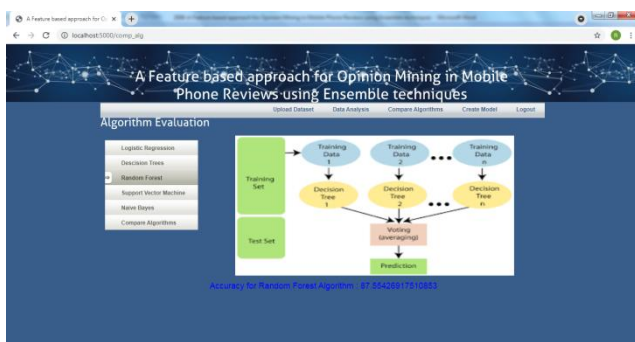 A Feature based approach for O
localhost:5000/comp_alg
A Feature based approach for Opinion Mining in Mobile
Phone Reviews using Ensemble techniques
Upload Dataset Data Analysis Compare Algorithms Create Model Logout
Algorithm Evaluation
Logistic Regression
Descision Trees
Random Forest
Support Vector Machine
Naive Bayes
Compare Algorithms
Training Set
Test Set
Training Data 1
Training Data 2
Training Data n
Decision Tree 1
Decision Tree 2
Decision Tree n
Voting
(averaging)
Prediction
Accuracy for Random Forest Algorithm :